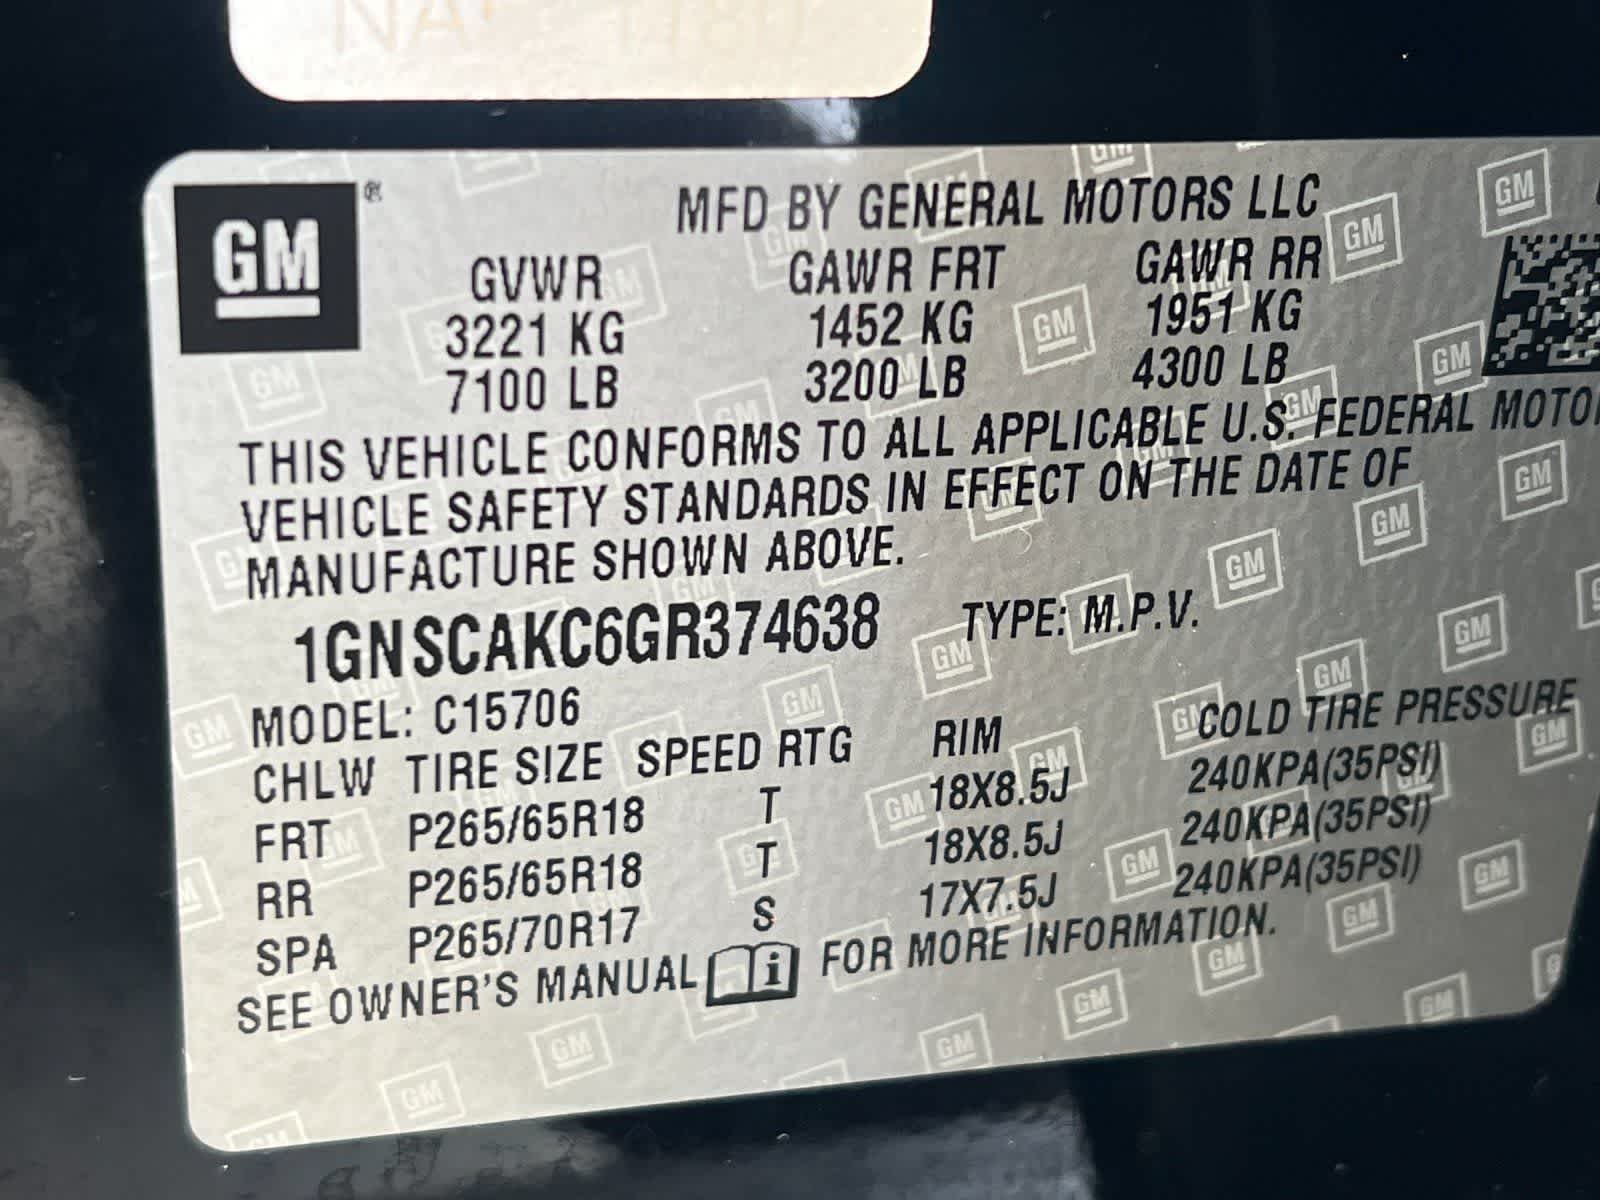 GM ®
MFD BY GENERAL MOTORS LLC
GVWR GAWR FRT GAWR RR
3221 KG 1452 KG 1951 KG
7100 LB 3200 LB 4300 LB
THIS VEHICLE CONFORMS TO ALL APPLICABLE U.S. FEDERAL MOTO
VEHICLE SAFETY STANDARDS IN EFFECT ON THE DATE OF
MANUFACTURE SHOWN ABOVE.
1GNSCAKC6GR374638 TYPE: M.P.V.
MODEL: C15706
CHLW TIRE SIZE SPEED RTG RIM COLD TIRE PRESSURE
FRT P265/65R18 T 18X8.5J 240KPA(35PSI)
RR P265/65R18 T 18X8.5J 240KPA(35PSI)
SPA P265/70R17 S 17X7.5J 240KPA(35PSI)
SEE OWNER'S MANUAL i FOR MORE INFORMATION.